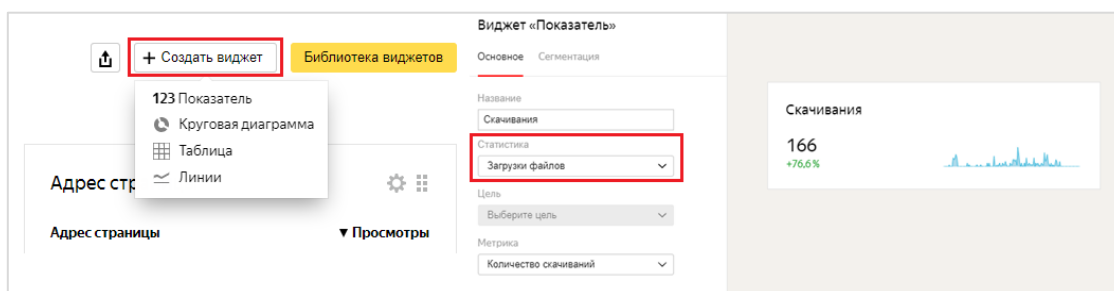 + Создать виджет
Библиотека виджетов
123 Показатель
Круговая диаграмма
Таблица
Линии
Адрес стр
Адрес страницы
▼ Просмотры
Виджет «Показатель»
Основное Сегментация
Название
Скачивания
Статистика
Загрузки файлов
Цель
Выберите цель
Метрика
Количество скачиваний
Скачивания
166
+76,6 %